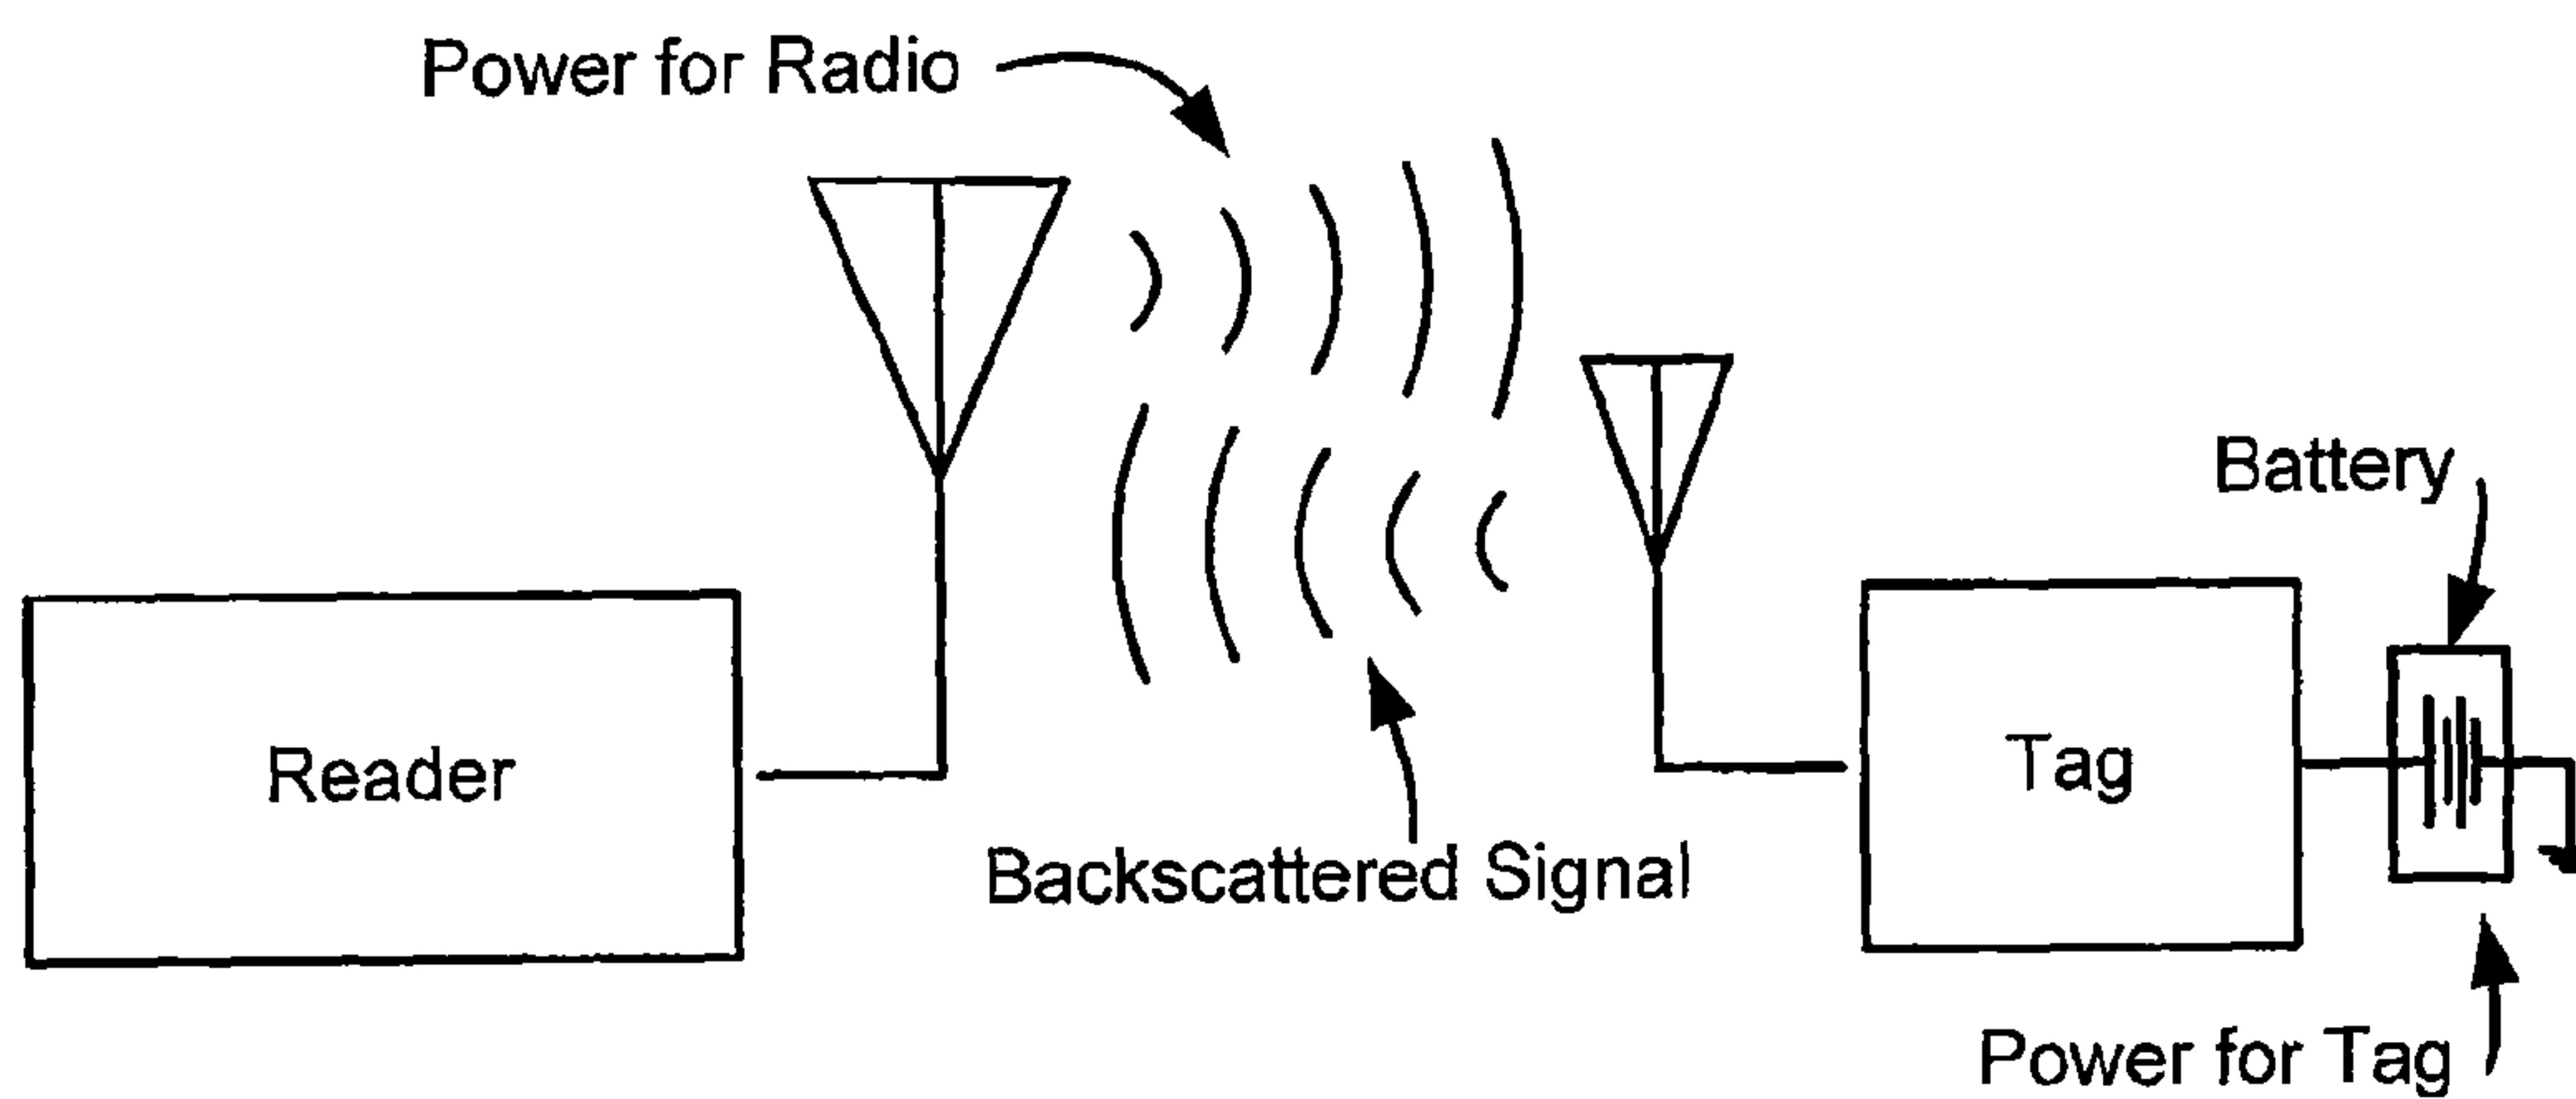 Power for Radio
Battery
Reader
Tag
Backscattered Signal
Power for Tag